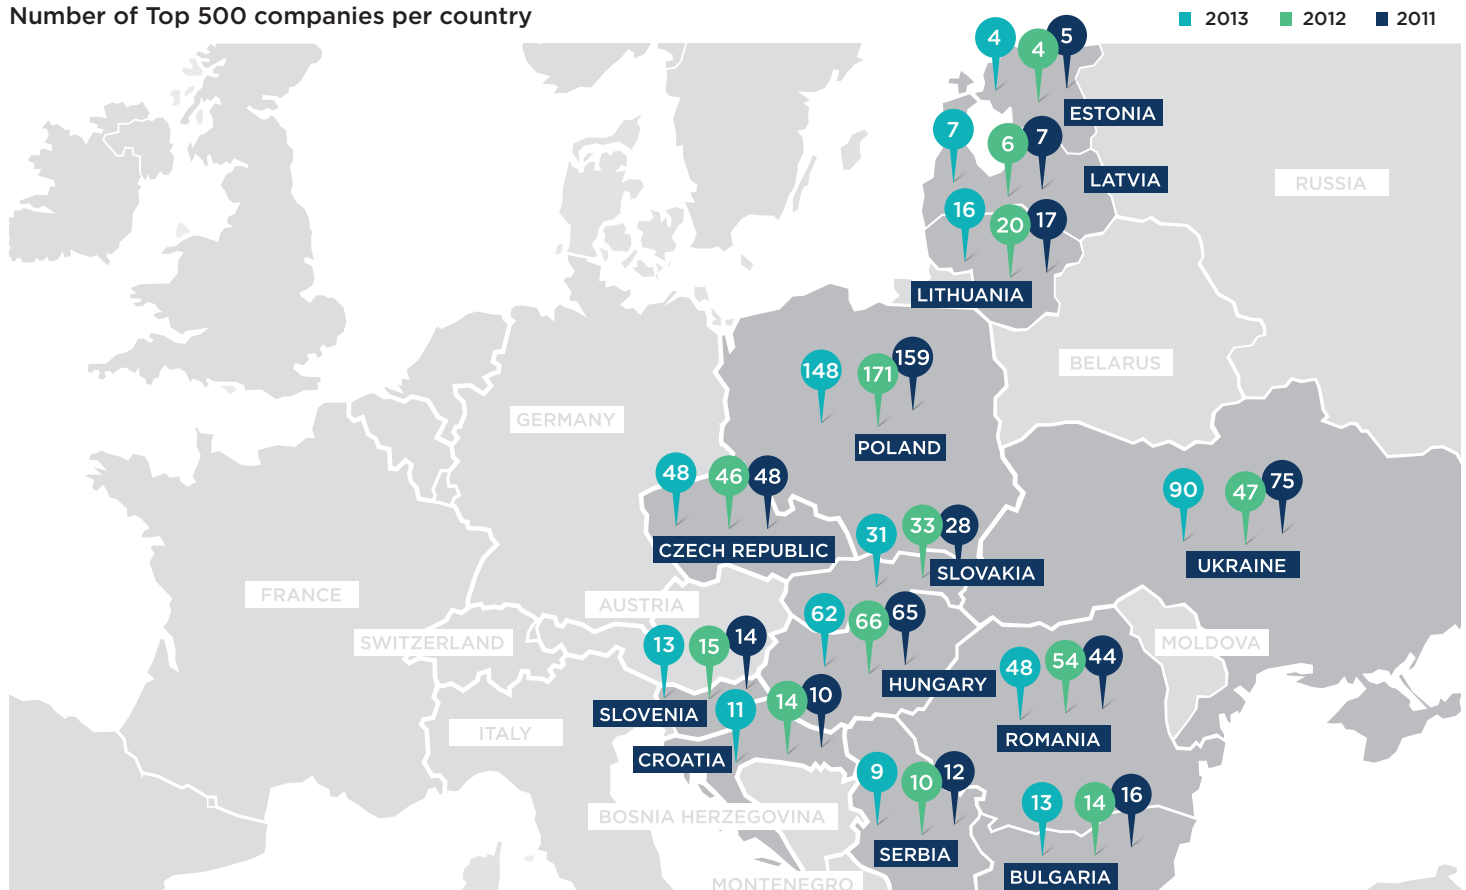 Number of Top 500 companies per country
2013 2012 2011
4 4 5
ESTONIA
7 6 7
LATVIA
RUSSIA
16 20 17
LITHUANIA
BELARUS
148 171 159
POLAND
GERMANY
48 46 48
CZECH REPUBLIC
90 47 75
UKRAINE
31 33 28
SLOVAKIA
FRANCE
AUSTRIA
SWITZERLAND
62 66 65
HUNGARY
MOLDOVA
13 15 14
SLOVENIA
48 54 44
ROMANIA
11 14 10
CROATIA
ITALY
9 10 12
SERBIA
BOSNIA HERZEGOVINA
13 14 16
BULGARIA
MONTENEGRO